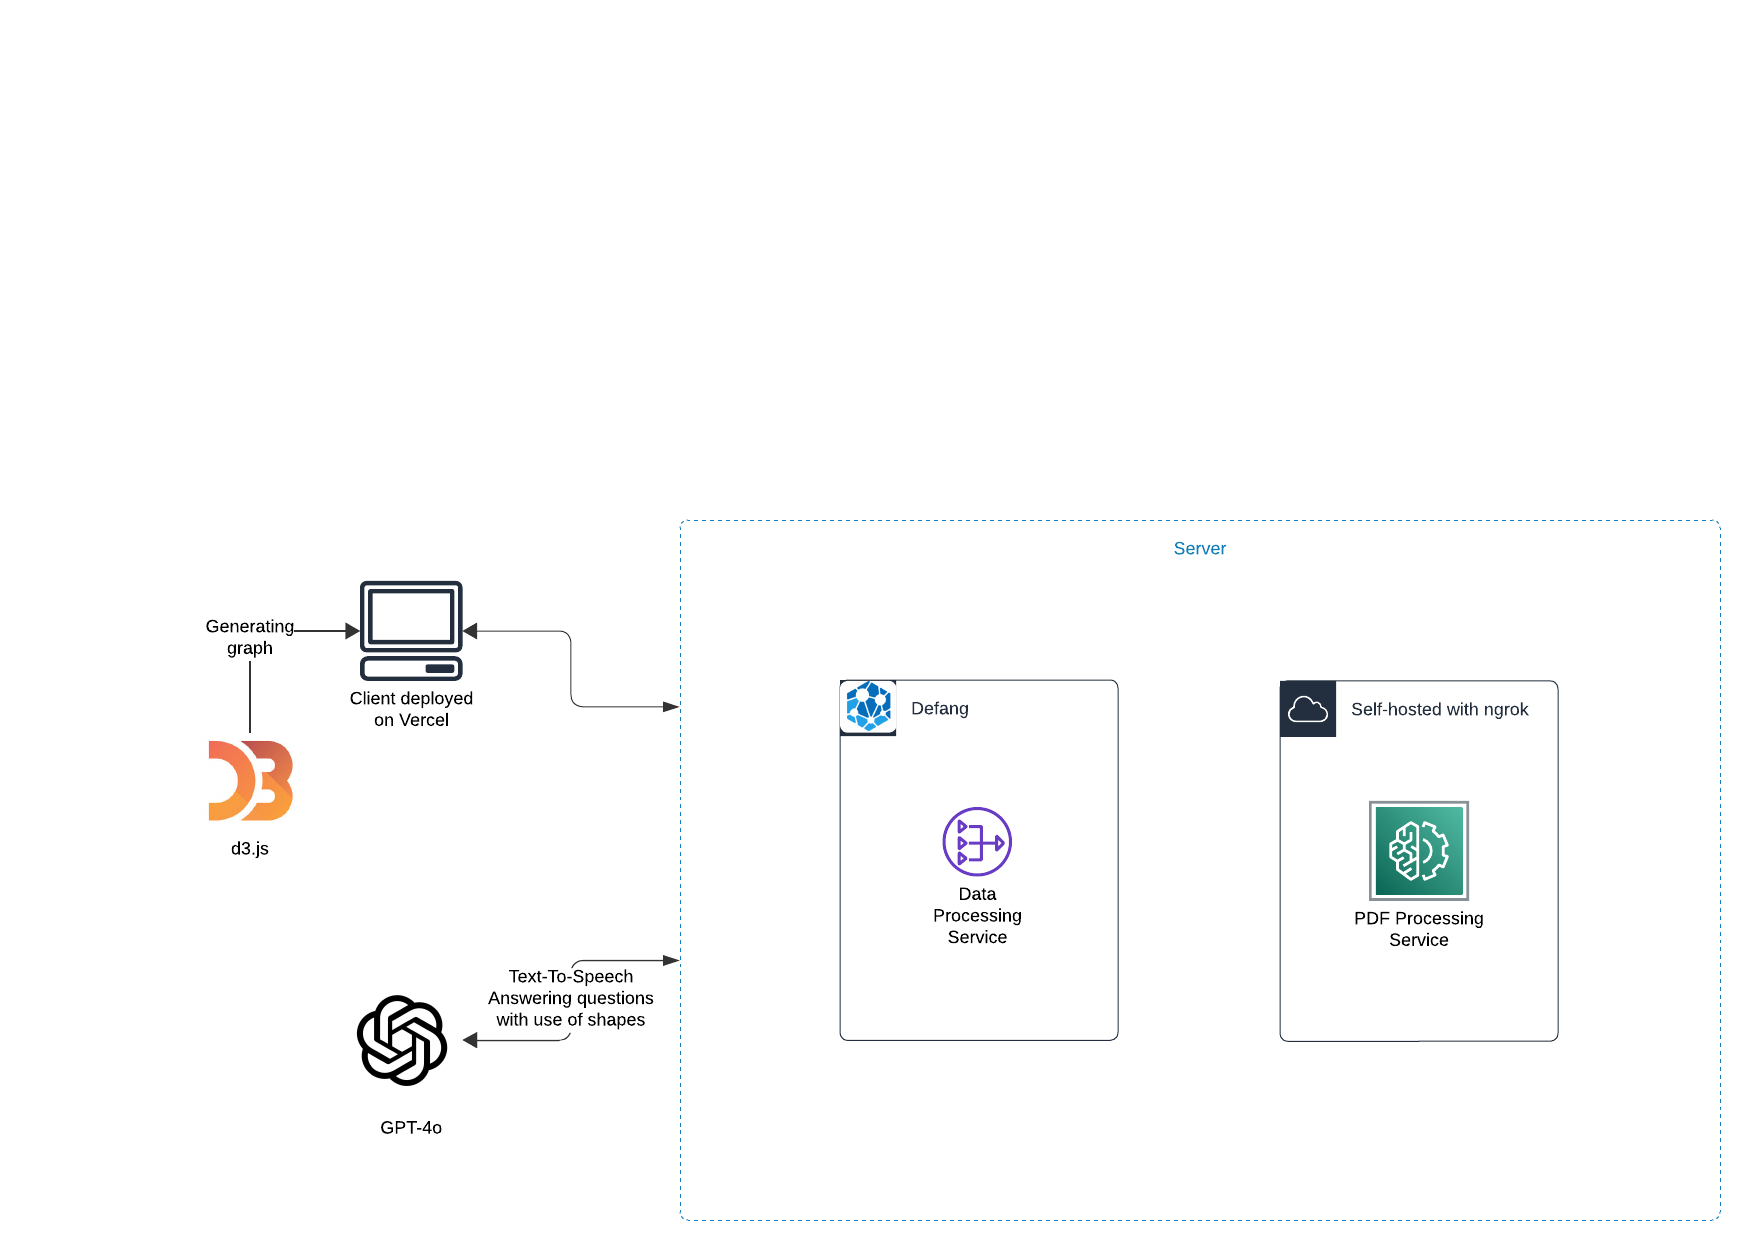 Server
Generating
graph
Client deployed
on Vercel
d3.js
Defang
Self-hosted with ngrok
Data
Processing
Service
PDF Processing
Service
Text-To-Speech
Answering questions
with use of shapes
GPT-4o